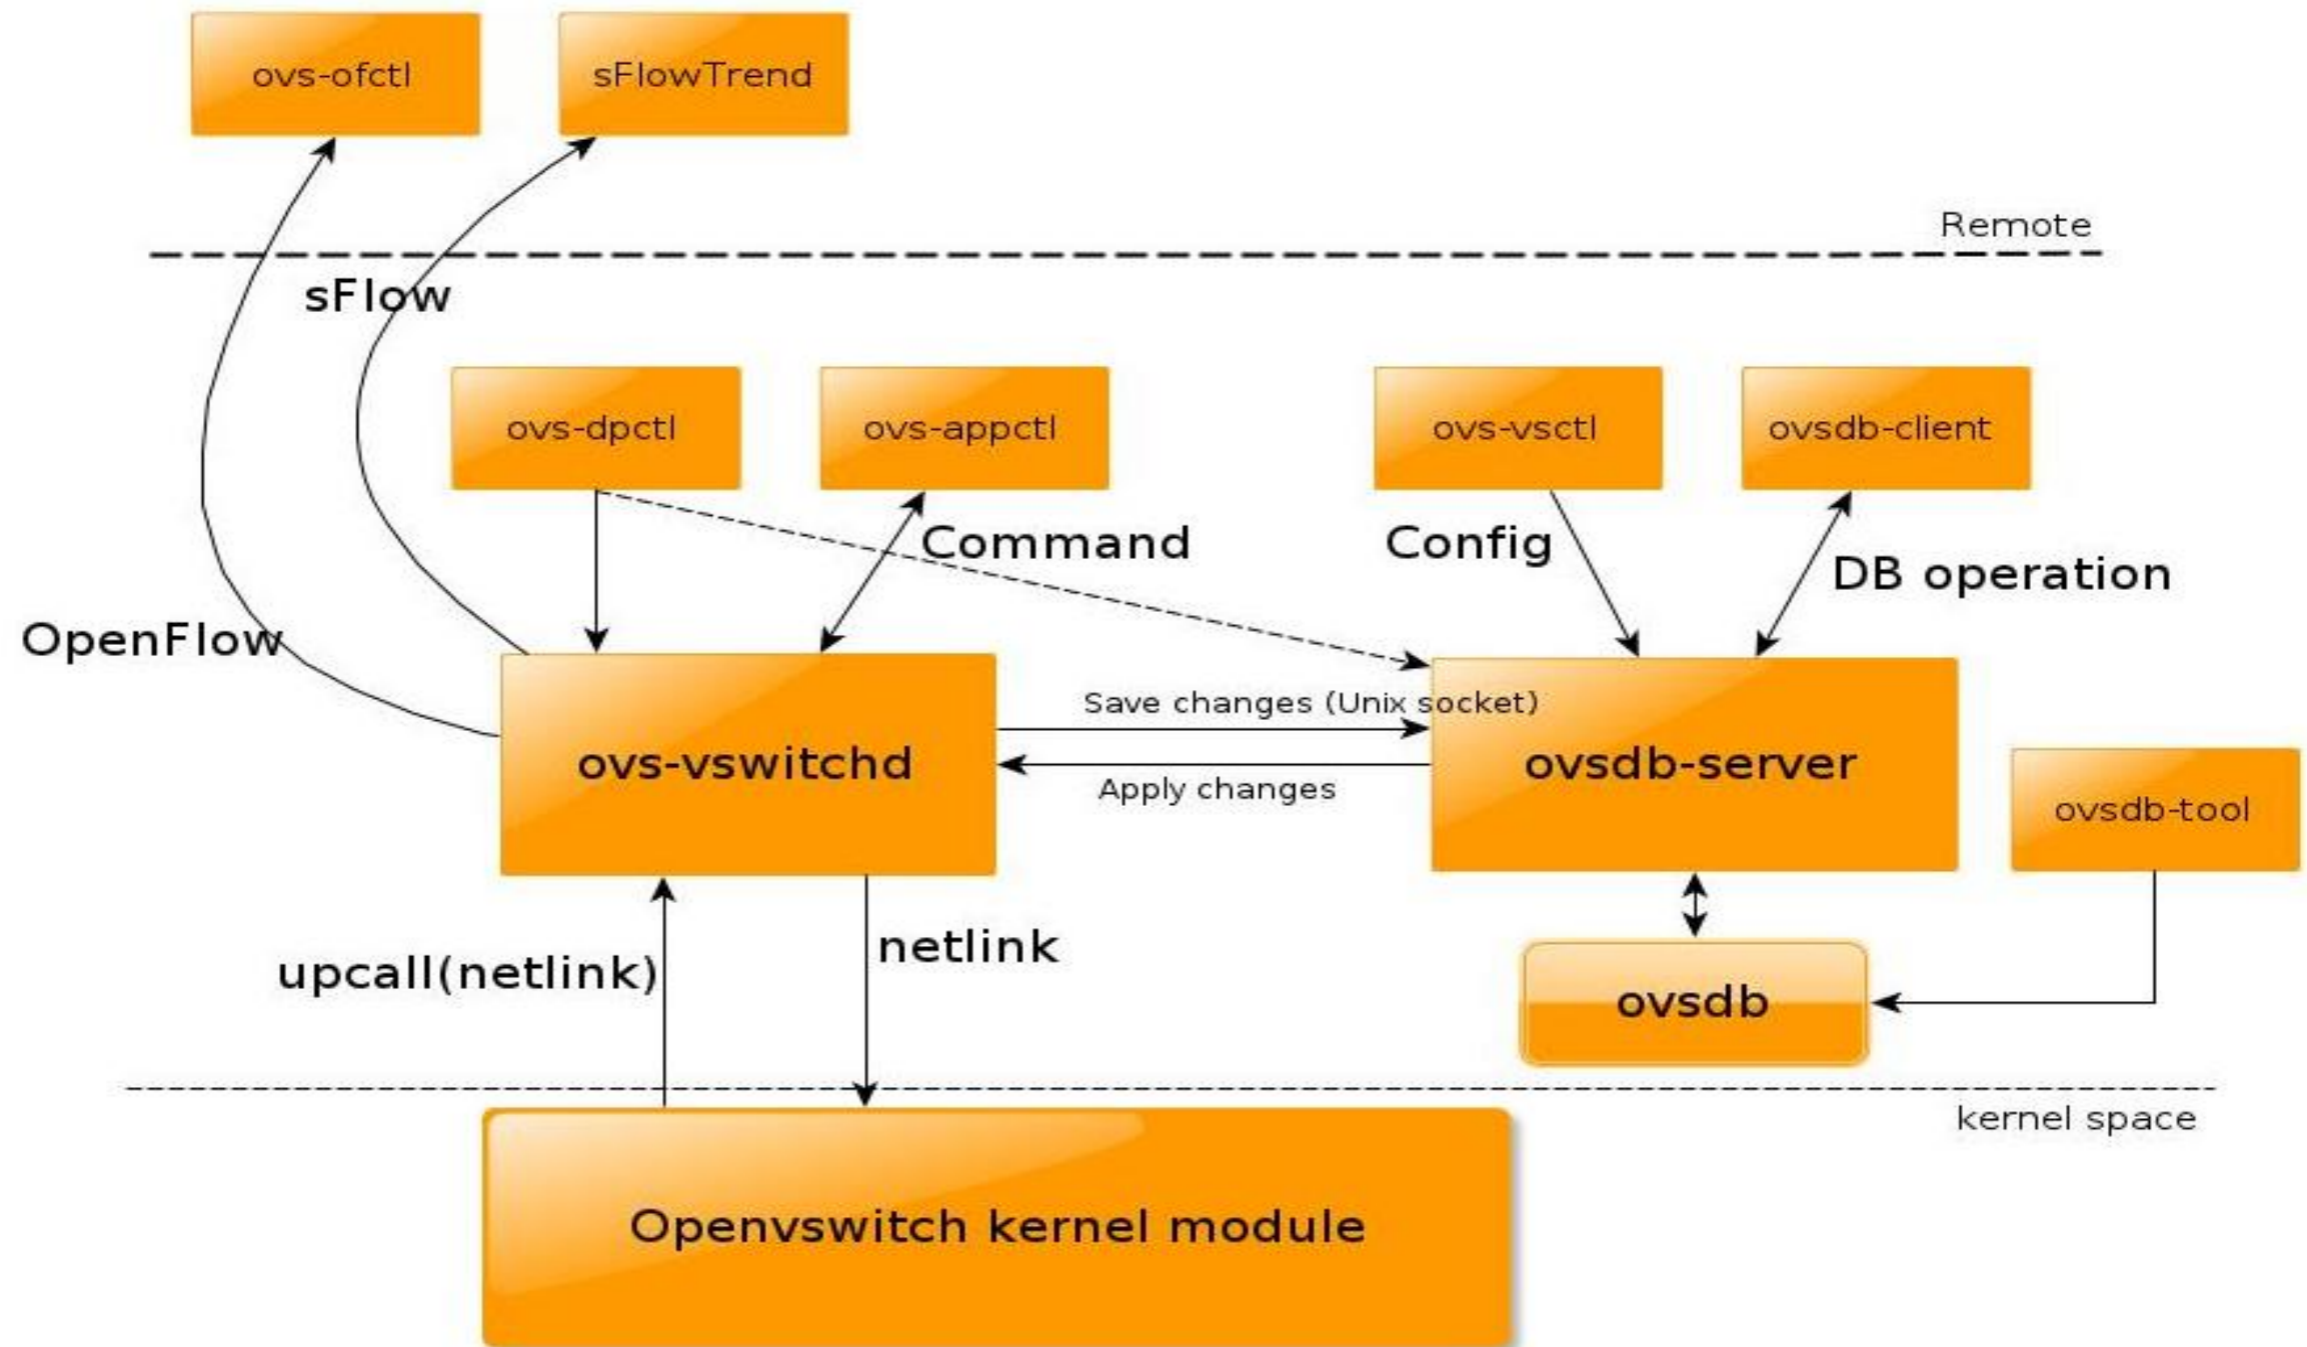 ovs-ofctl
sFlowTrend
Remote
sFlow
ovs-dpctl
ovs-appctl
ovs-vsctl
ovsdb-client
Command
Config
DB operation
OpenFlow
Save changes (Unix socket)
ovs-vswitchd
ovsdb-server
Apply changes
ovsdb-tool
netlink
upcall(netlink)
ovsdb
kernel space
Openvswitch kernel module